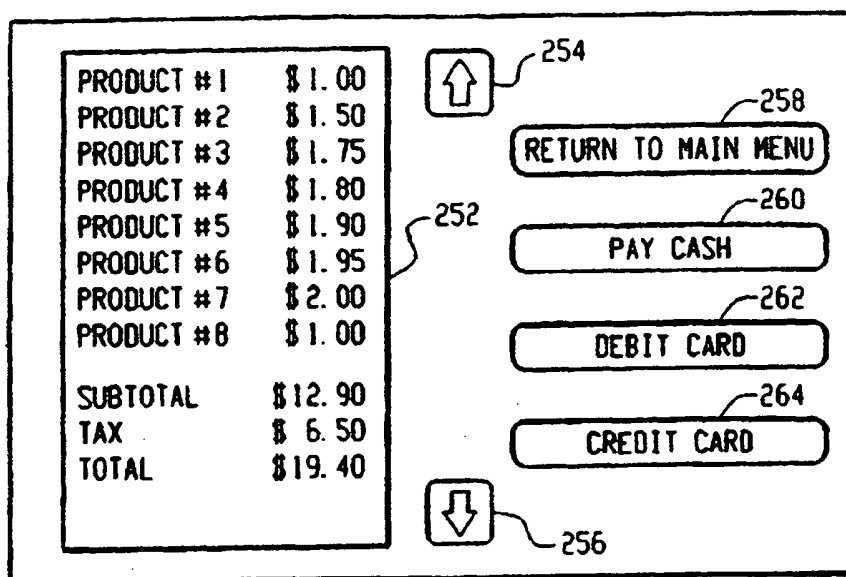 PRODUCT #1 $1.00
PRODUCT #2 $1.50
PRODUCT #3 $1.75
PRODUCT #4 $1.80
PRODUCT #5 $1.90
PRODUCT #6 $1.95
PRODUCT #7 $2.00
PRODUCT #8 $1.00
SUBTOTAL $12.90
TAX $ 6.50
TOTAL $19.40
252
254
258
RETURN TO MAIN MENU
260
PAY CASH
262
DEBIT CARD
264
CREDIT CARD
256